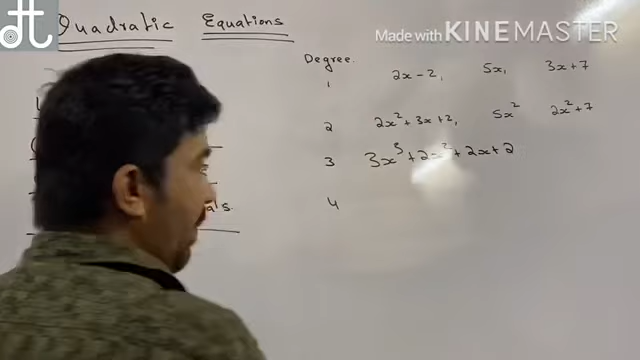 Quadratic Equations
Made with KINEMASTER
Degree
1 2x - 2, 5x, 3x + 7
2 2x² + 3x + 2, 5x² 2x² + 7
3 3x³ + 2x² + 2x + 2
4